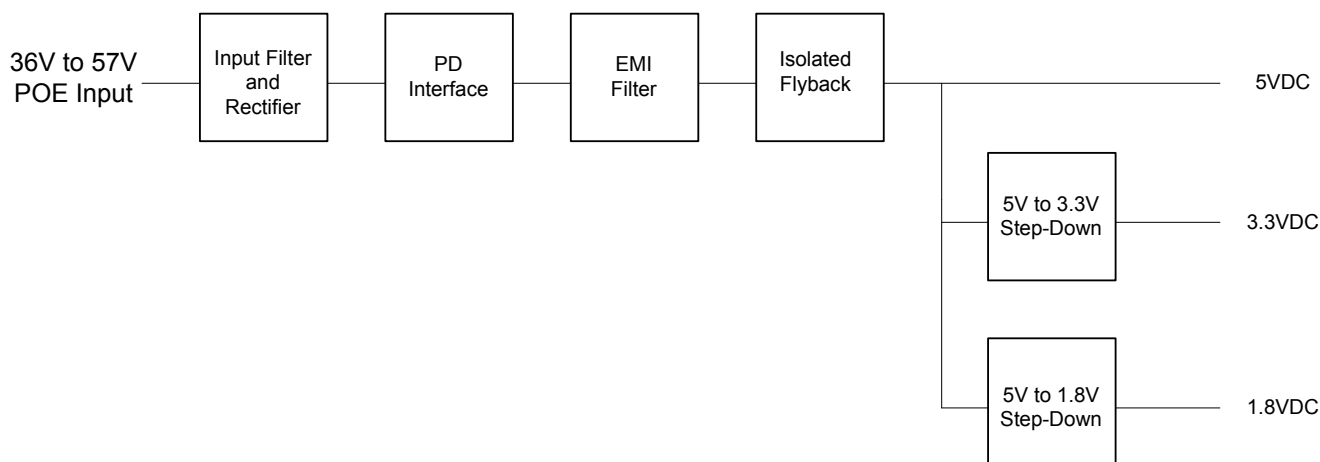 36V to 57V
POE Input
Input Filter
and
Rectifier
PD
Interface
EMI
Filter
Isolated
Flyback
5VDC
5V to 3.3V
Step-Down
3.3VDC
5V to 1.8V
Step-Down
1.8VDC